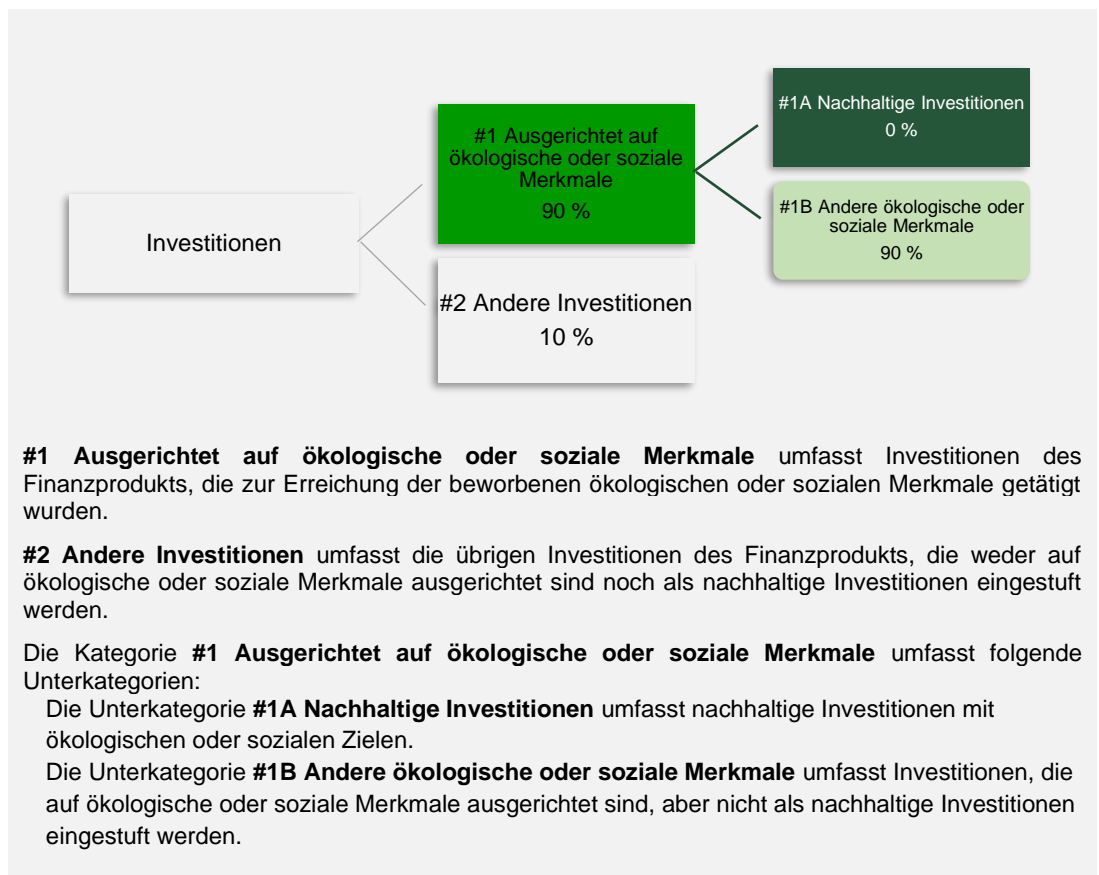 #1A Nachhaltige Investitionen
0 %
#1 Ausgerichtet auf
ökologische oder soziale
Merkmale
90 %
#1B Andere ökologische oder
soziale Merkmale
90 %
Investitionen
#2 Andere Investitionen
10 %
#1 Ausgerichtet auf ökologische oder soziale Merkmale umfasst Investitionen des
Finanzprodukts, die zur Erreichung der beworbenen ökologischen oder sozialen Merkmale getätigt
wurden.
#2 Andere Investitionen umfasst die übrigen Investitionen des Finanzprodukts, die weder auf
ökologische oder soziale Merkmale ausgerichtet sind noch als nachhaltige Investitionen eingestuft
werden.
Die Kategorie #1 Ausgerichtet auf ökologische oder soziale Merkmale umfasst folgende
Unterkategorien:
Die Unterkategorie #1A Nachhaltige Investitionen umfasst nachhaltige Investitionen mit
ökologischen oder sozialen Zielen.
Die Unterkategorie #1B Andere ökologische oder soziale Merkmale umfasst Investitionen, die
auf ökologische oder soziale Merkmale ausgerichtet sind, aber nicht als nachhaltige Investitionen
eingestuft werden.